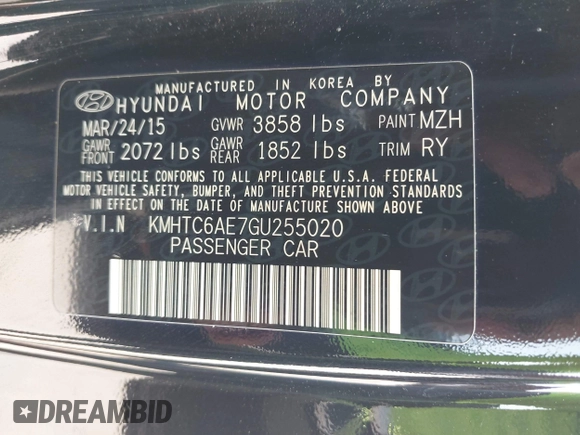 MANUFACTURED IN KOREA BY
HYUNDAI MOTOR COMPANY
MAR/24/15 GVWR 3858 lbs PAINT MZH
GAWR FRONT 2072 lbs GAWR REAR 1852 lbs TRIM RY
THIS VEHICLE CONFORMS TO ALL APPLICABLE U.S.A. FEDERAL
MOTOR VEHICLE SAFETY, BUMPER, AND THEFT PREVENTION STANDARDS
IN EFFECT ON THE DATE OF MANUFACTURE SHOWN ABOVE
V.I.N KMHTC6AE7GU255020
PASSENGER CAR
DREAMBID